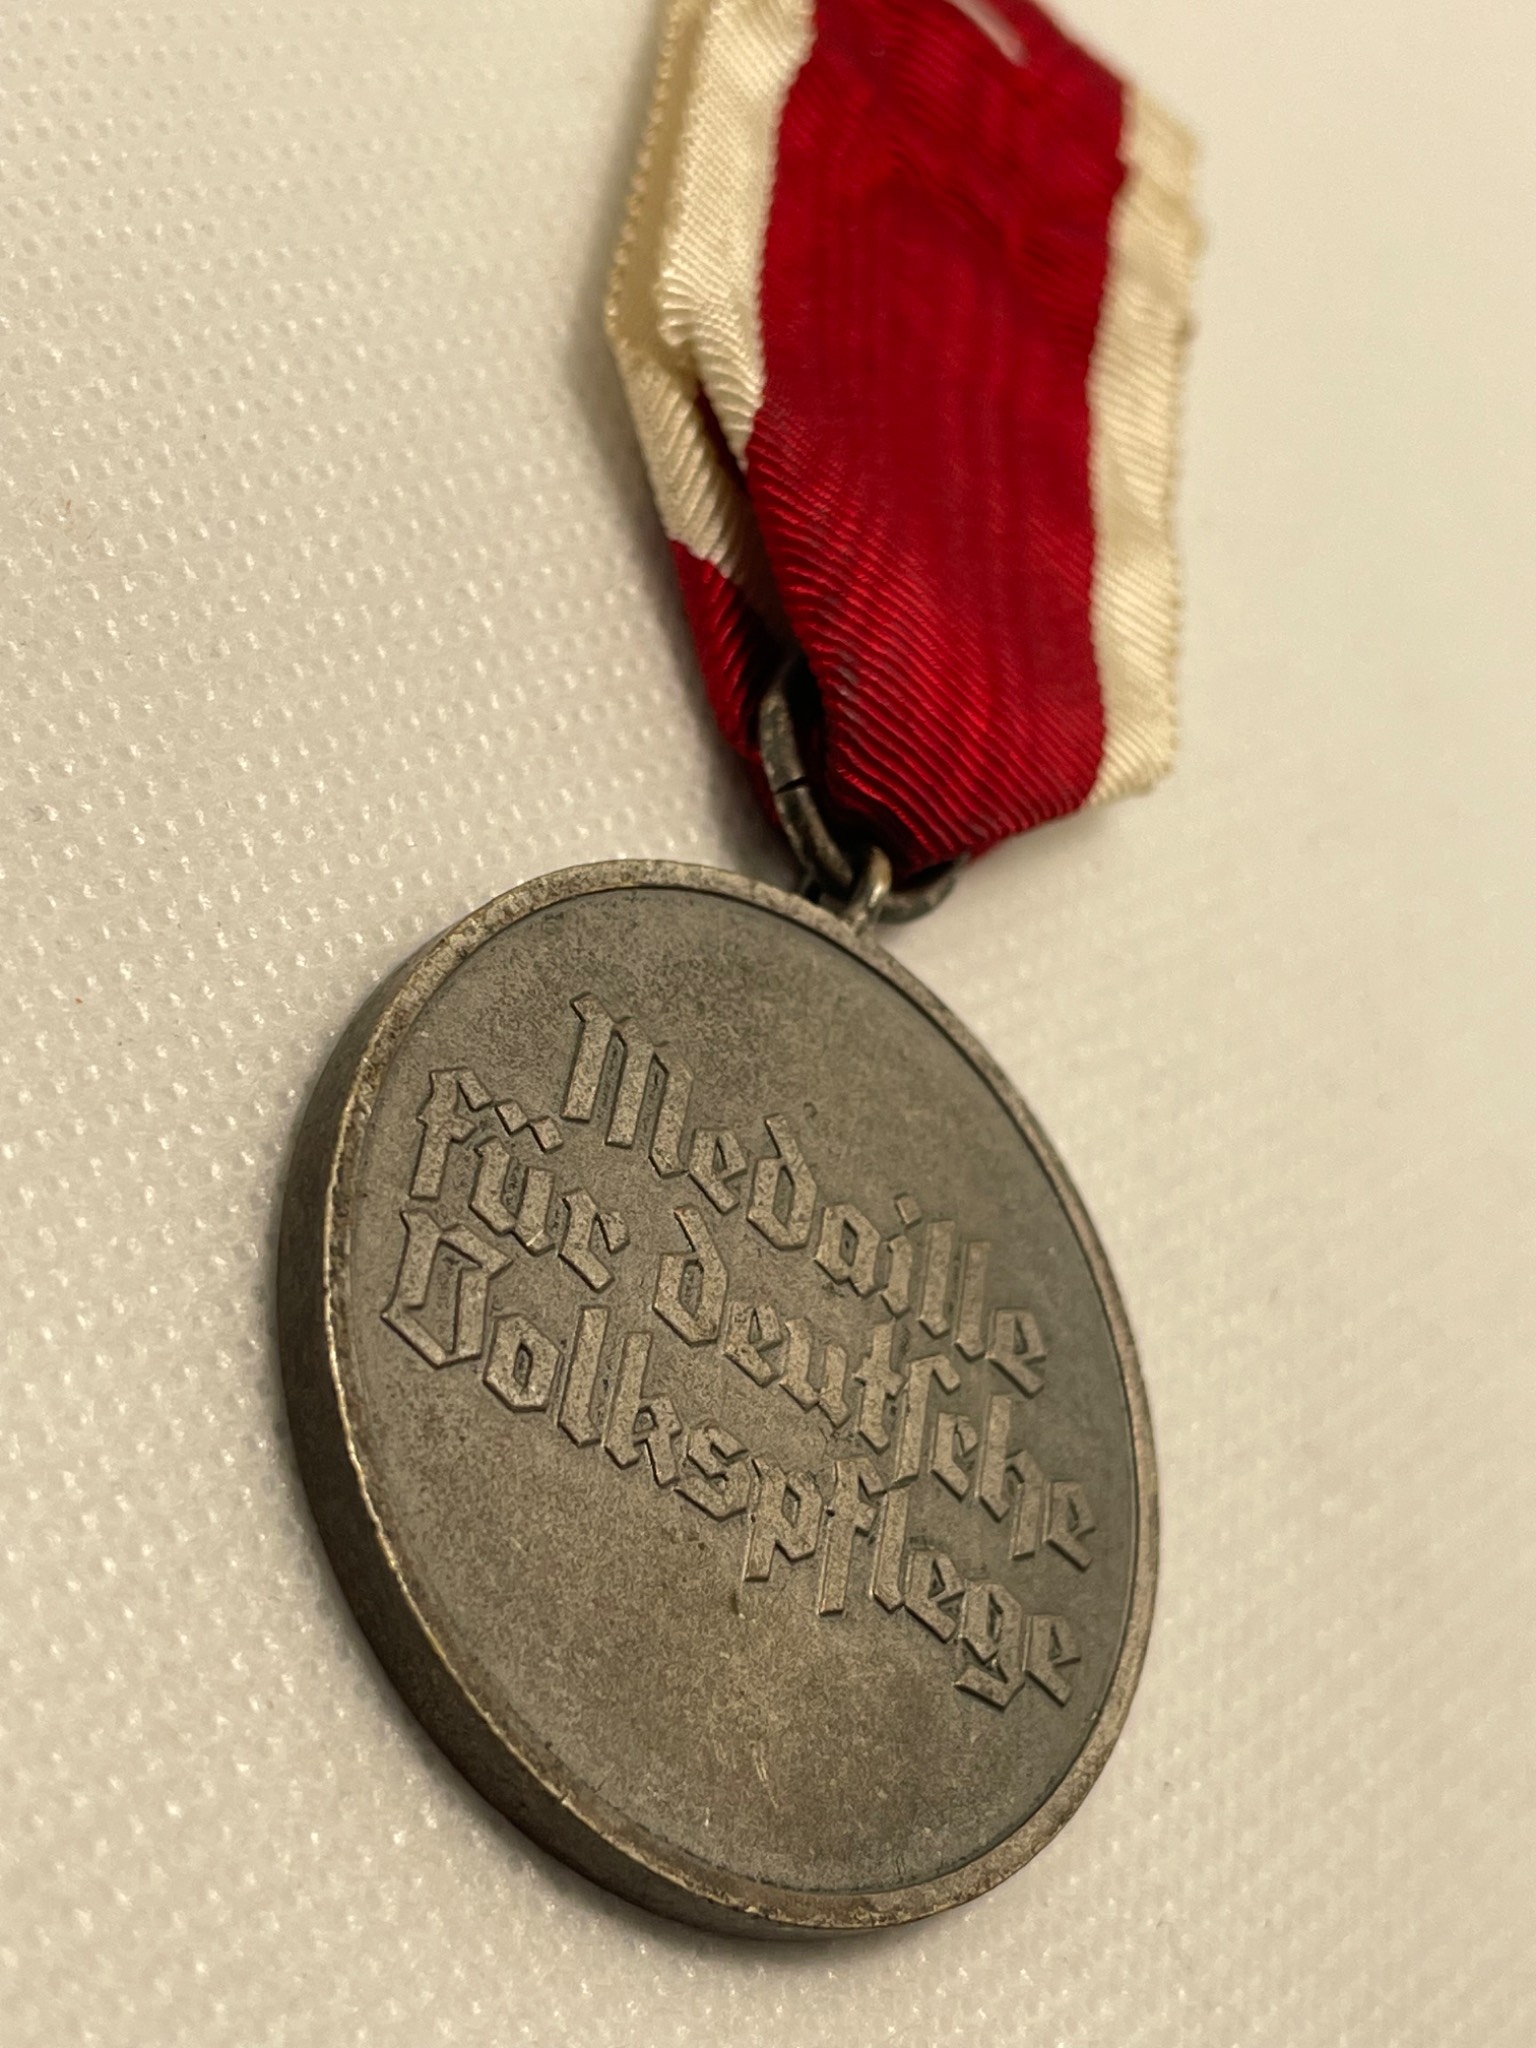 Medaille
für deutsche
Volkspflege